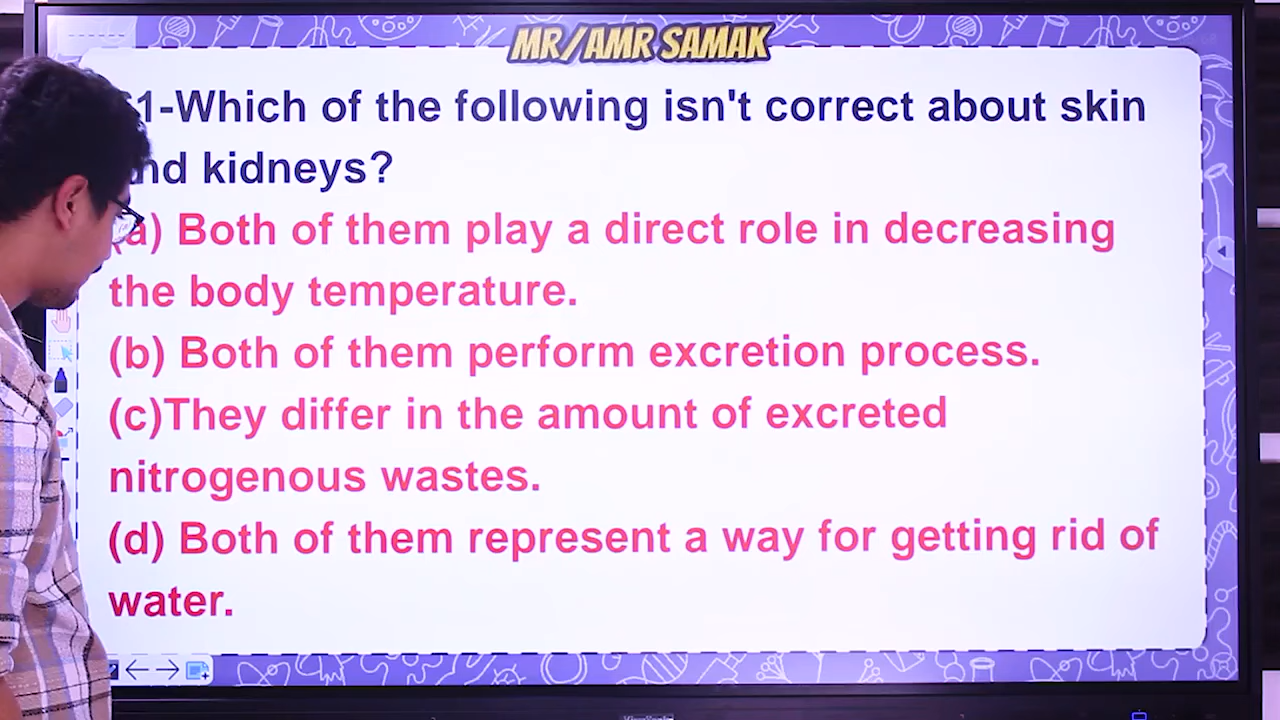 MR/AMR SAMAK
1-Which of the following isn't correct about skin
and kidneys?
(a) Both of them play a direct role in decreasing
the body temperature.
(b) Both of them perform excretion process.
(c)They differ in the amount of excreted
nitrogenous wastes.
(d) Both of them represent a way for getting rid of
water.